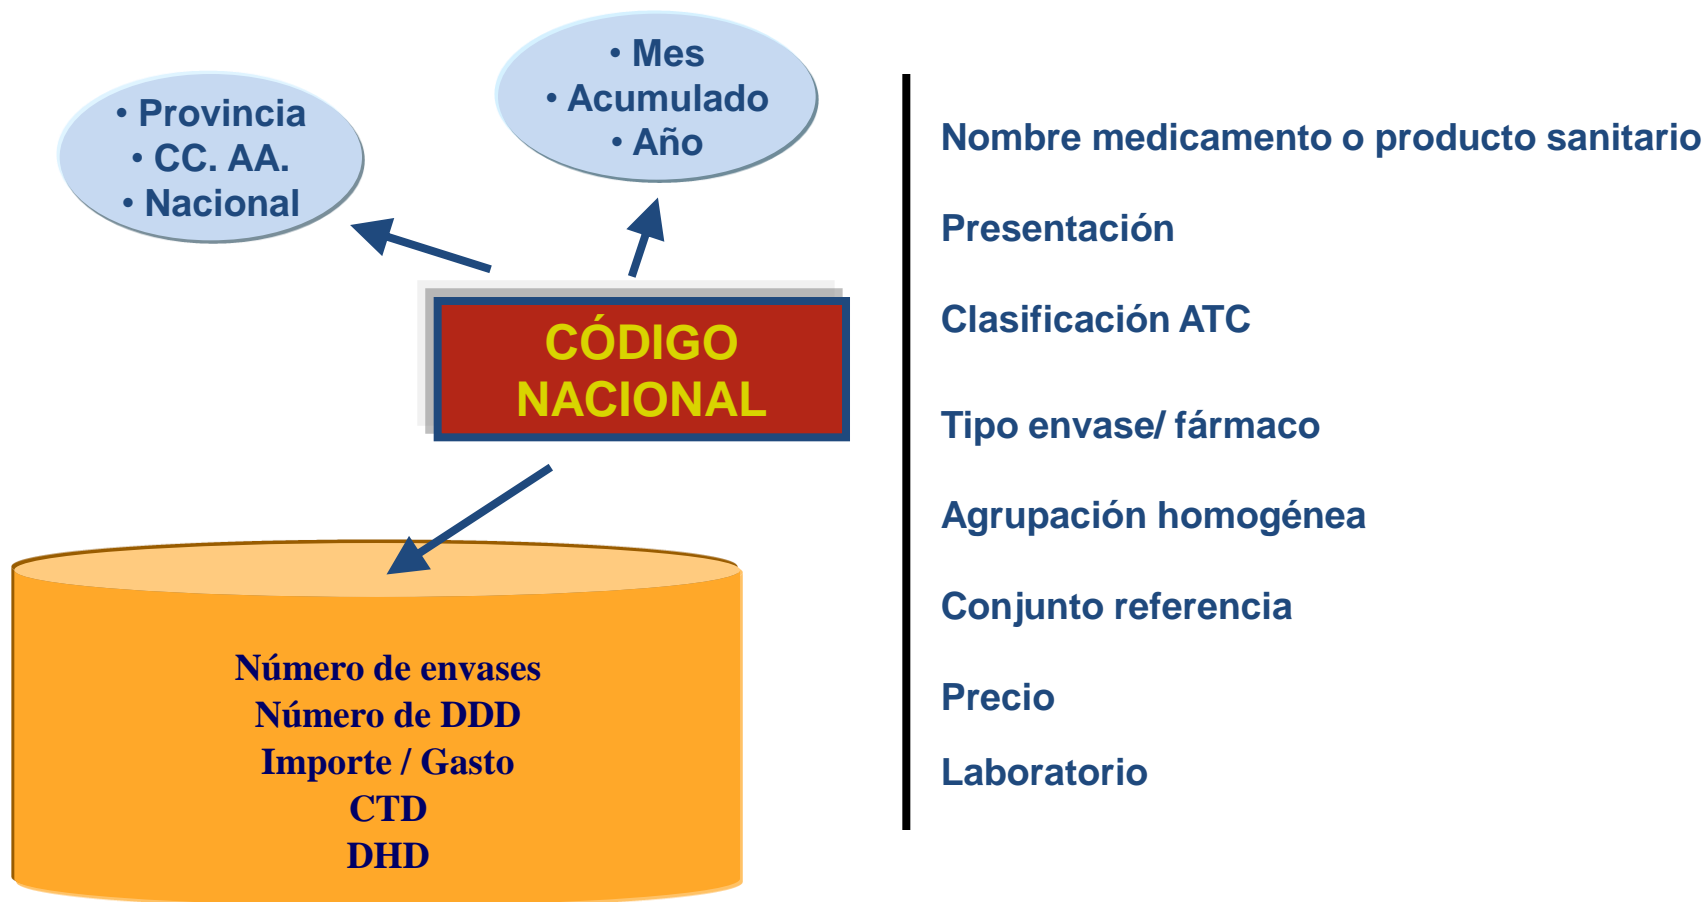 • Provincia
• CC. AA.
• Nacional
• Mes
• Acumulado
• Año
CÓDIGO
NACIONAL
Número de envases
Número de DDD
Importe / Gasto
CTD
DHD
Nombre medicamento o producto sanitario
Presentación
Clasificación ATC
Tipo envase/ fármaco
Agrupación homogénea
Conjunto referencia
Precio
Laboratorio